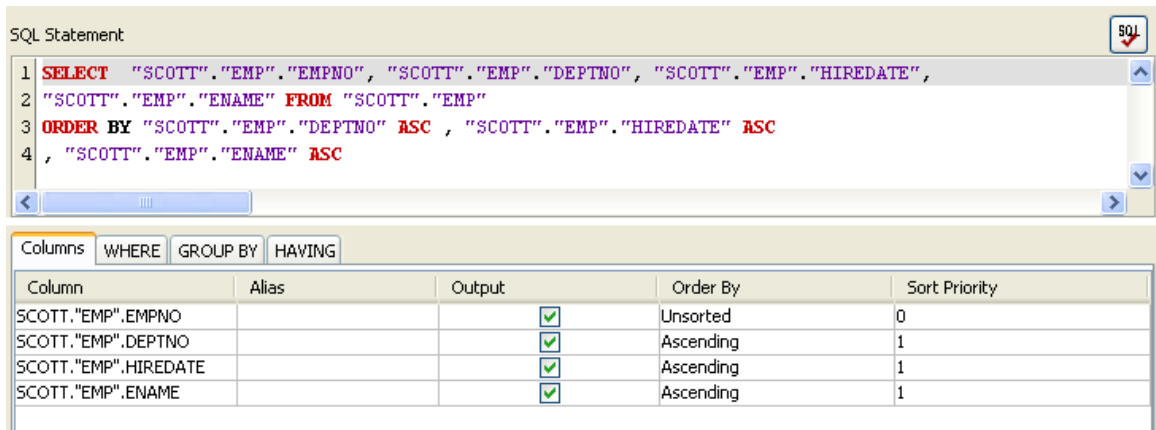 SQL Statement
SQL
1 SELECT "SCOTT"."EMP"."EMPNO", "SCOTT"."EMP"."DEPTNO", "SCOTT"."EMP"."HIREDATE",
2 "SCOTT"."EMP"."ENAME" FROM "SCOTT"."EMP"
3 ORDER BY "SCOTT"."EMP"."DEPTNO" ASC , "SCOTT"."EMP"."HIREDATE" ASC
4 , "SCOTT"."EMP"."ENAME" ASC
Columns WHERE GROUP BY HAVING
Column Alias Output Order By Sort Priority
SCOTT."EMP".EMPNO Unsorted 0
SCOTT."EMP".DEPTNO Ascending 1
SCOTT."EMP".HIREDATE Ascending 1
SCOTT."EMP".ENAME Ascending 1